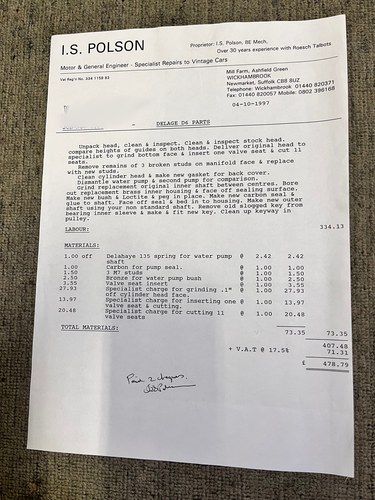 I.S. POLSON
Proprietor: I.S. Polson, BE Mech,
Over 30 years experience with Roesch Talbots
Motor & General Engineer - Specialist Repairs to Vintage Cars
Vat Reg'n No. 334 1759 83
Mill Farm, Ashfield Green
WICKHAMBROOK
Newmarket, Suffolk CB8 8UZ
Telephone: Wickhambrook 01440 820371
Fax: 01440 820057 Mobile: 0802 396168
04-10-1997
DELAGE D6 PARTS
Unpack head, clean & inspect. Clean & inspect stock head,
compare heights of guides on both heads. Deliver original head to
specialist to grind bottom face & insert one valve seat & cut 11
seats.
Remove remains of 3 broken studs on manifold face & replace
with new studs.
Clean cylinder head & make new gasket for back cover.
Dismantle water pump & second pump for comparison.
Grind replacement original inner shaft between centres. Bore
out replacement brass inner housing & face off sealing surface.
Make new bush & loctite & peg in place. Make new carbon seal &
glue to shaft. Face off seal & bed in to housing. Make new outer
shaft using your non standard shaft. Remove old slogged key from
bearing inner sleeve & make & fit new key. Clean up keyway in
pulley.
LABOUR: 334.13
MATERIALS:
1.00 off Delahaye 135 spring for water pump @ 2.42 2.42
shaft
1.00 Carbon for pump seal. @ 1.00 1.00
1.50 3 M7 studs @ 1.00 1.50
2.50 Bronze for water pump bush @ 1.00 2.50
3.55 Valve seat insert @ 1.00 3.55
27.93 Specialist charge for grinding .1" @ 1.00 27.93
off cylinder head face.
13.97 Specialist charge for inserting one @ 1.00 13.97
valve seat & cutting.
20.48 Specialist charge for cutting 11 @ 1.00 20.48
valve seats
TOTAL MATERIALS: 73.35 73.35
407.48
+ V.A.T @ 17.5% 71.31
£ 478.79